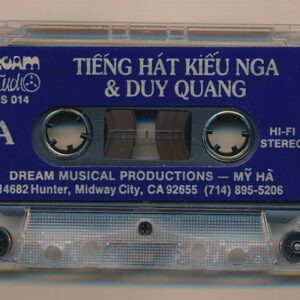 TIẾNG HÁT KIỀU NGA
& DUY QUANG
S 014
A
HI-FI
STEREO
DREAM MUSICAL PRODUCTIONS — MỸ HÀ
14682 Hunter, Midway City, CA 92655 (714) 895-5206